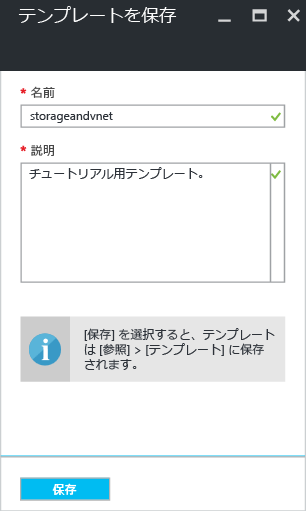 テンプレートを保存
* 名前
storageandvnet
* 説明
チュートリアル用テンプレート。
[保存] を選択すると、テンプレート
は [参照] > [テンプレート] に保存
されます。
保存